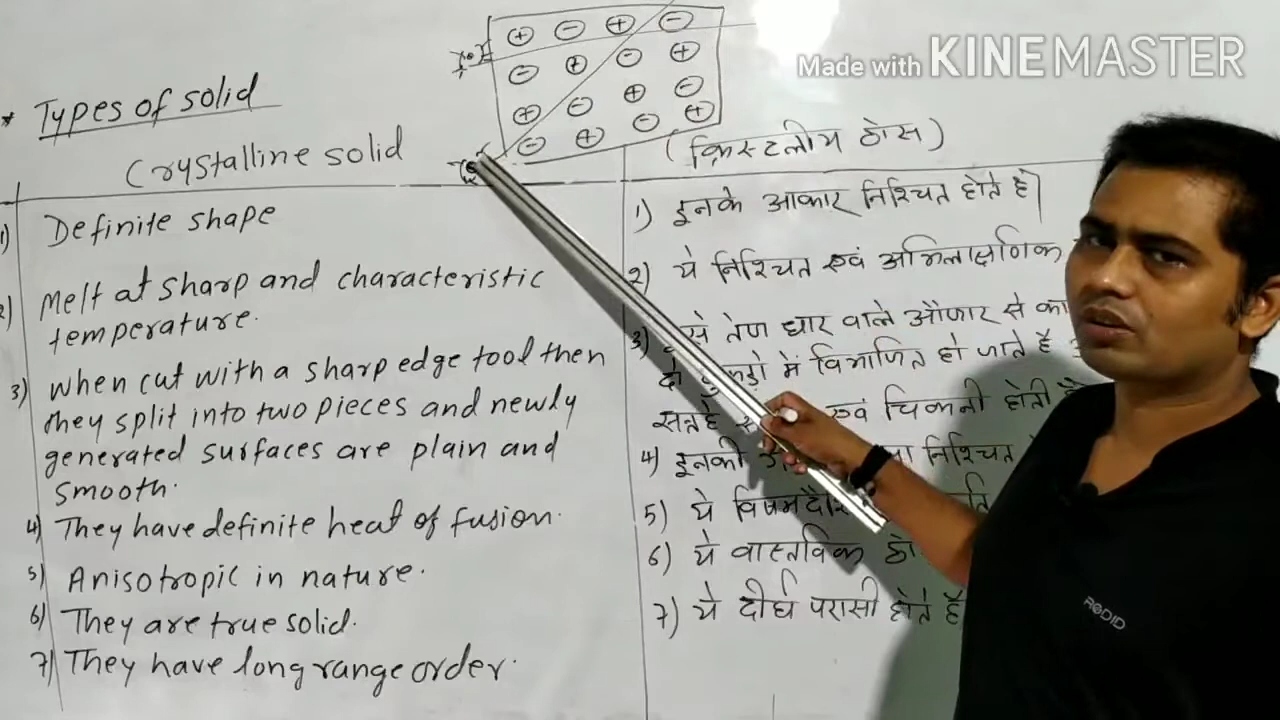 Made with KINEMASTER
* Types of solid
Crystalline solid
(क्रिस्टलीय ठोस)
1) Definite shape
2) Melt at sharp and characteristic
temperature.
3) When cut with a sharp edge tool then
they split into two pieces and newly
generated surfaces are plain and
smooth.
4) They have definite heat of fusion.
5) Anisotropic in nature.
6) They are true solid.
7) They have long range order.
1) इनके आकार निश्चित होते है
2) ये निश्चित एवं अभिलाक्षणिक
3) से तेज धार वाले औजार से
दो में विभाजित हो जाते है
सतहे एवं चिकनी होती है
4) इनकी निश्चित
5) ये
6) ये वास्तविक
7) ये दीर्घ परासी होते है
RODID